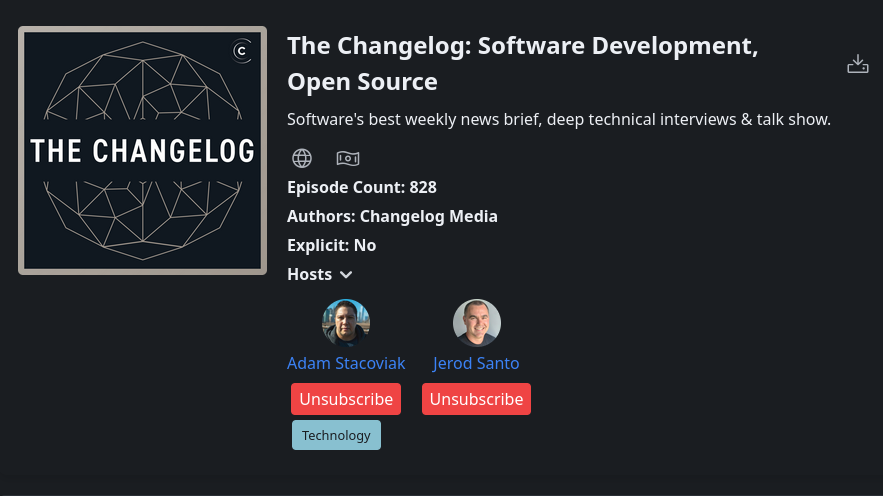 C
THE CHANGELOG
The Changelog: Software Development,
Open Source
Software's best weekly news brief, deep technical interviews & talk show.
Episode Count: 828
Authors: Changelog Media
Explicit: No
Hosts
Adam Stacoviak Jerod Santo
Unsubscribe Unsubscribe
Technology